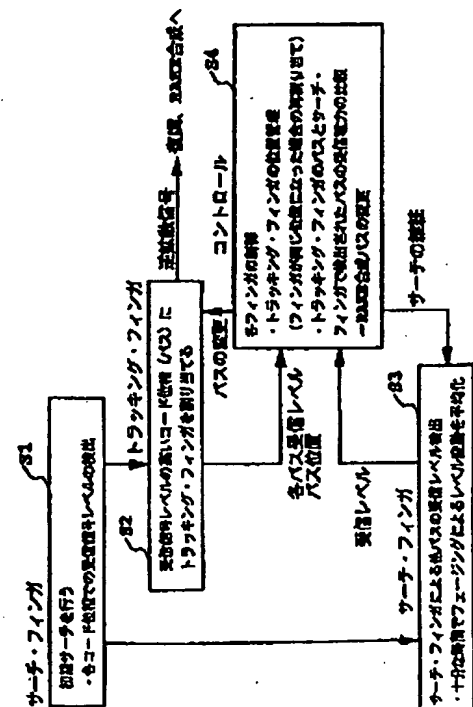 サーチ・フィンガ
S1
初期サーチを行う
・各コード位相での受信信号レベルの検出
トラッキング・フィンガ
S2
受信信号レベルの高いコード位相(パス)に
トラッキング・フィンガを割り当てる
逆拡散信号
復調、RAKE合成へ
パスの変更
コントロール
S4
各フィンガの制御
・トラッキング・フィンガの位置管理
(フィンガが同じ位置になった場合の再割り当て)
・トラッキング・フィンガのパスとサーチ・
フィンガで検出されたパスの受信電力の比較
→RAKE合成パスの変更
各パス受信レベル
パス位置
受信レベル
サーチの継続
サーチ・フィンガ
S3
サーチ・フィンガによる他パスの受信レベル検出
・十分な時間でフェージングによるレベル変動を平均化